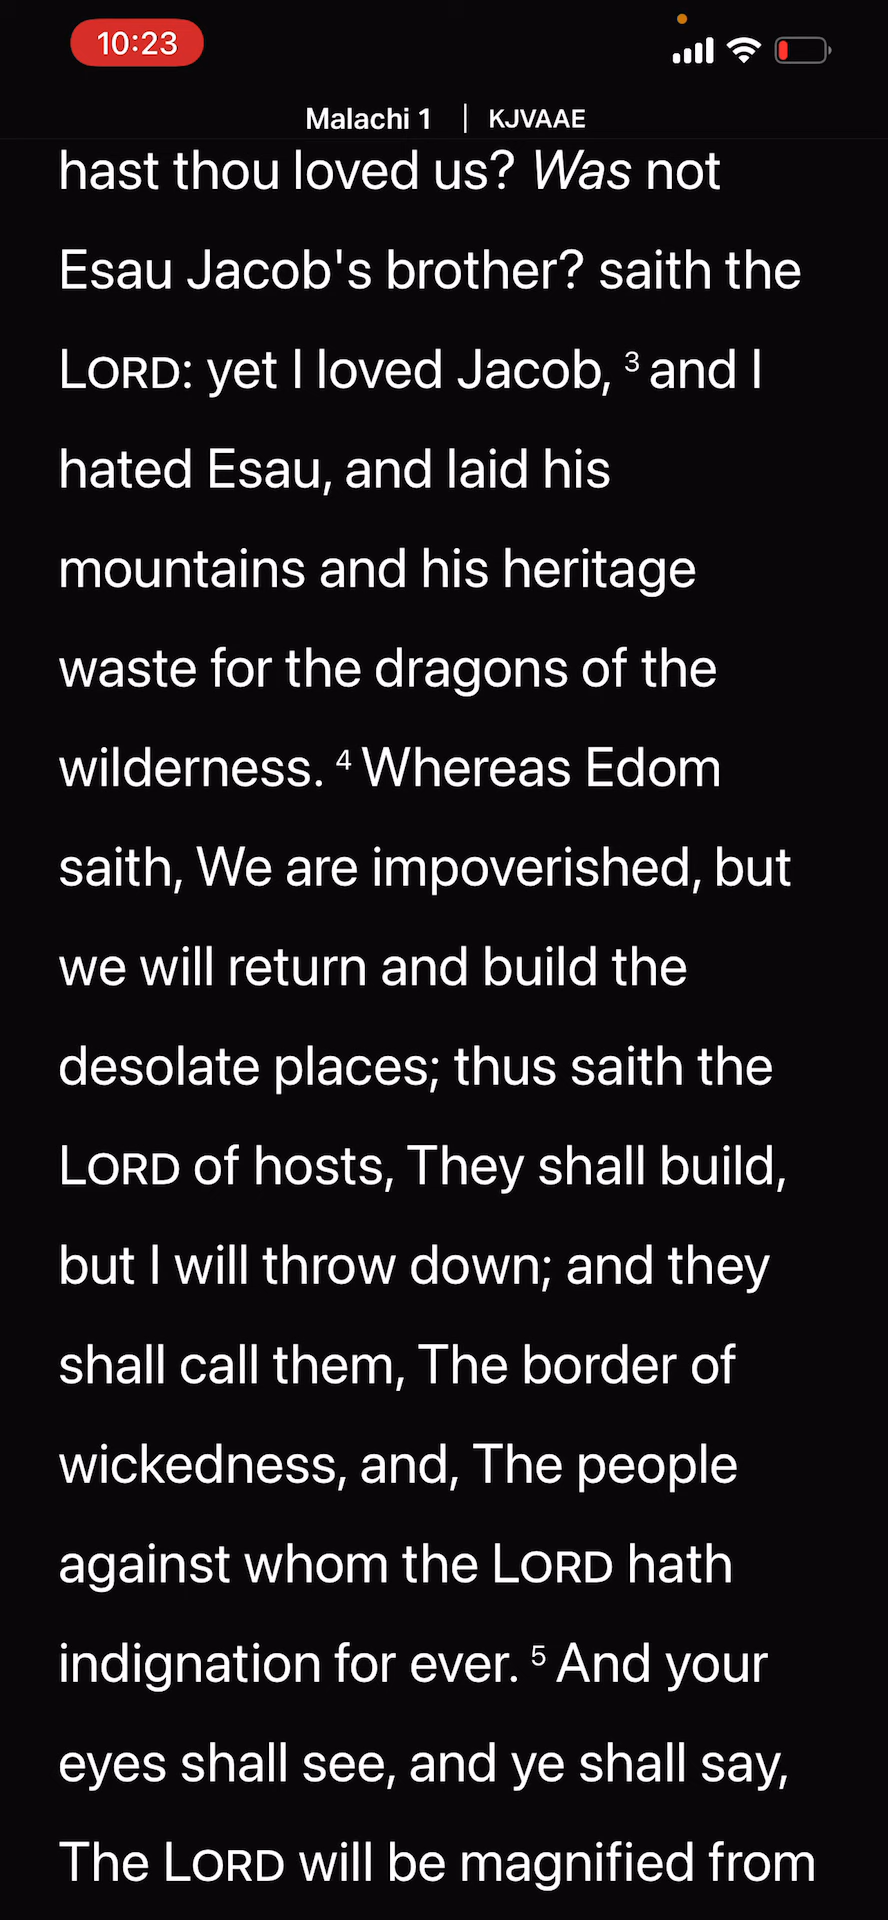 10:23
Malachi 1 | KJVAAE
hast thou loved us? Was not
Esau Jacob's brother? saith the
LORD: yet I loved Jacob, 3 and I
hated Esau, and laid his
mountains and his heritage
waste for the dragons of the
wilderness. 4 Whereas Edom
saith, We are impoverished, but
we will return and build the
desolate places; thus saith the
LORD of hosts, They shall build,
but I will throw down; and they
shall call them, The border of
wickedness, and, The people
against whom the LORD hath
indignation for ever. 5 And your
eyes shall see, and ye shall say,
The LORD will be magnified from